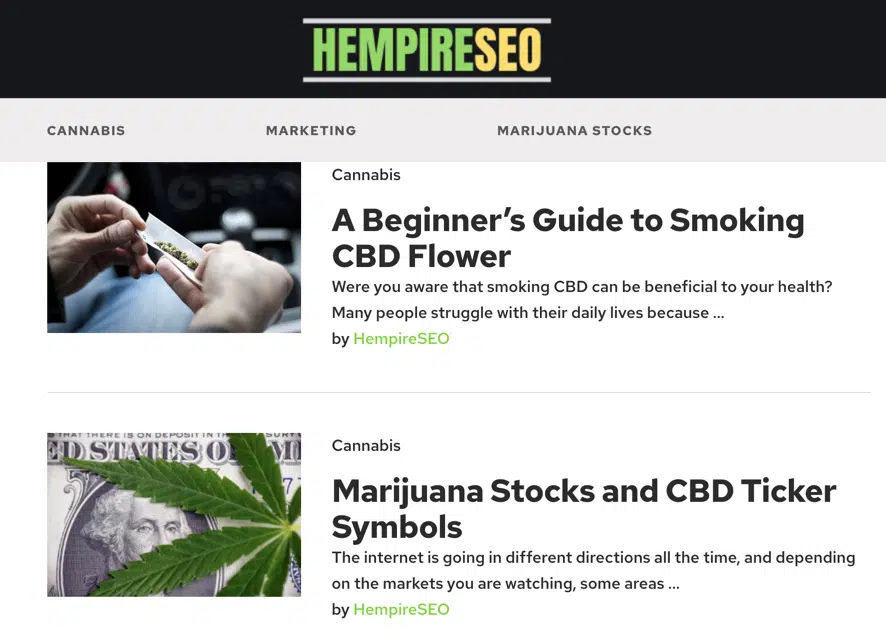 HEMPIRESEO
CANNABIS MARKETING MARIJUANA STOCKS
Cannabis
A Beginner’s Guide to Smoking
CBD Flower
Were you aware that smoking CBD can be beneficial to your health?
Many people struggle with their daily lives because ...
by HempireSEO
THAT THERE IS ON DEPOSIT IN THE
ED STATES O
Cannabis
Marijuana Stocks and CBD Ticker
Symbols
The internet is going in different directions all the time, and depending
on the markets you are watching, some areas ...
by HempireSEO